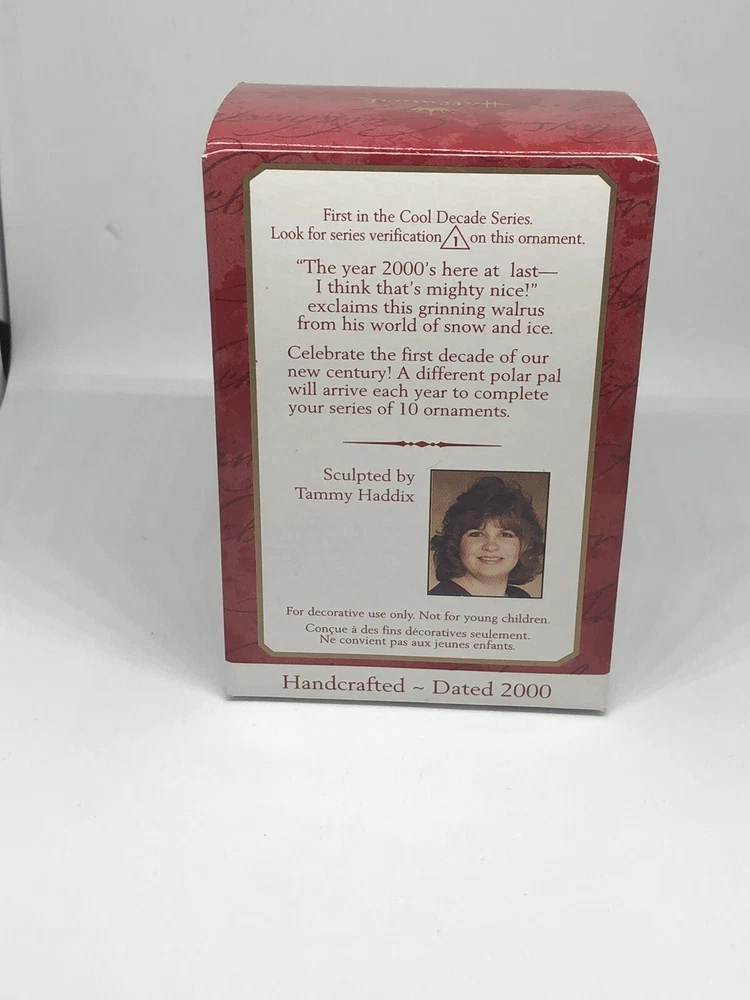 Hallmark
First in the Cool Decade Series.
Look for series verification 1 on this ornament.
“The year 2000’s here at last—
I think that’s mighty nice!”
exclaims this grinning walrus
from his world of snow and ice.
Celebrate the first decade of our
new century! A different polar pal
will arrive each year to complete
your series of 10 ornaments.
Sculpted by
Tammy Haddix
For decorative use only. Not for young children.
Conçue à des fins décoratives seulement.
Ne convient pas aux jeunes enfants.
Handcrafted ~ Dated 2000